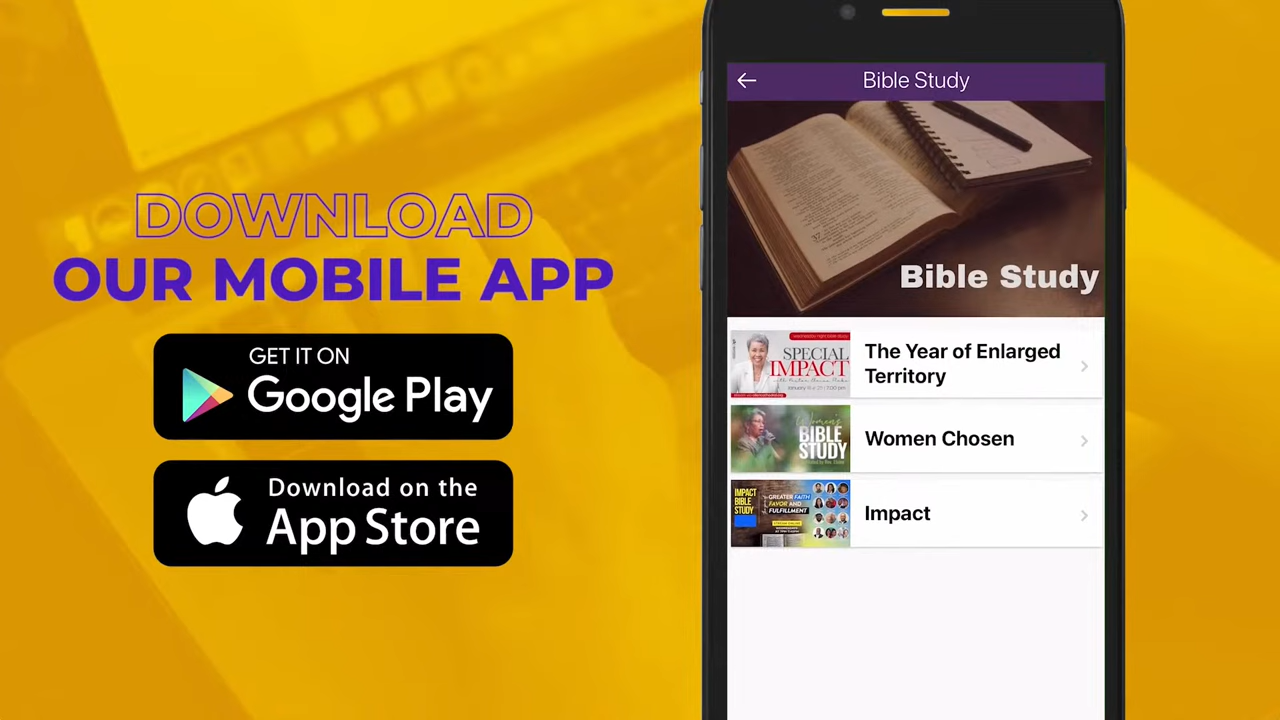 DOWNLOAD
OUR MOBILE APP
GET IT ON
Google Play
Download on the
App Store
Bible Study
Bible Study
SPECIAL
IMPACT
The Year of Enlarged
Territory
Women's
BIBLE
STUDY
Women Chosen
IMPACT
BIBLE
STUDY
GREATER FAITH
FAVOR AND
FULFILLMENT
Impact